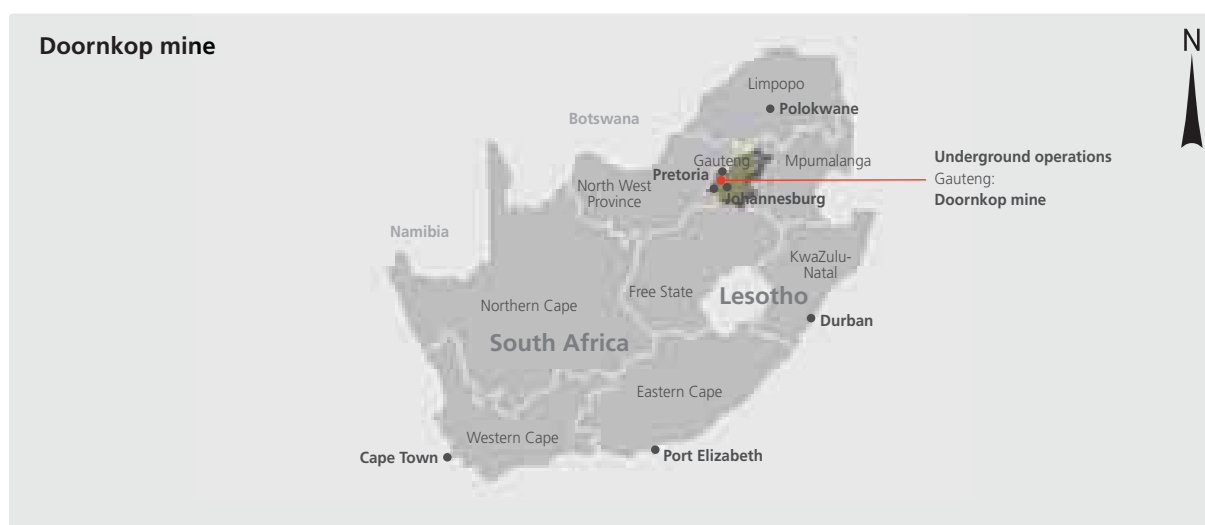 Doornkop mine
N
Limpopo
Polokwane
Botswana
Gauteng
Mpumalanga
Underground operations
Pretoria
Gauteng:
North West
Province
Johannesburg
Doornkop mine
Namibia
KwaZulu-
Natal
Free State
Lesotho
Northern Cape
Durban
South Africa
Eastern Cape
Western Cape
Cape Town
Port Elizabeth